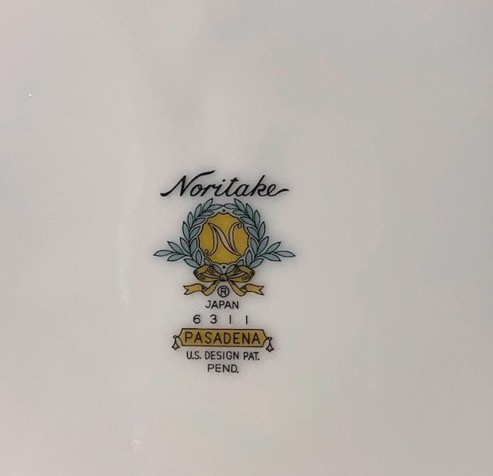 Noritake
N
®
JAPAN
6311
PASADENA
U.S. DESIGN PAT.
PEND.